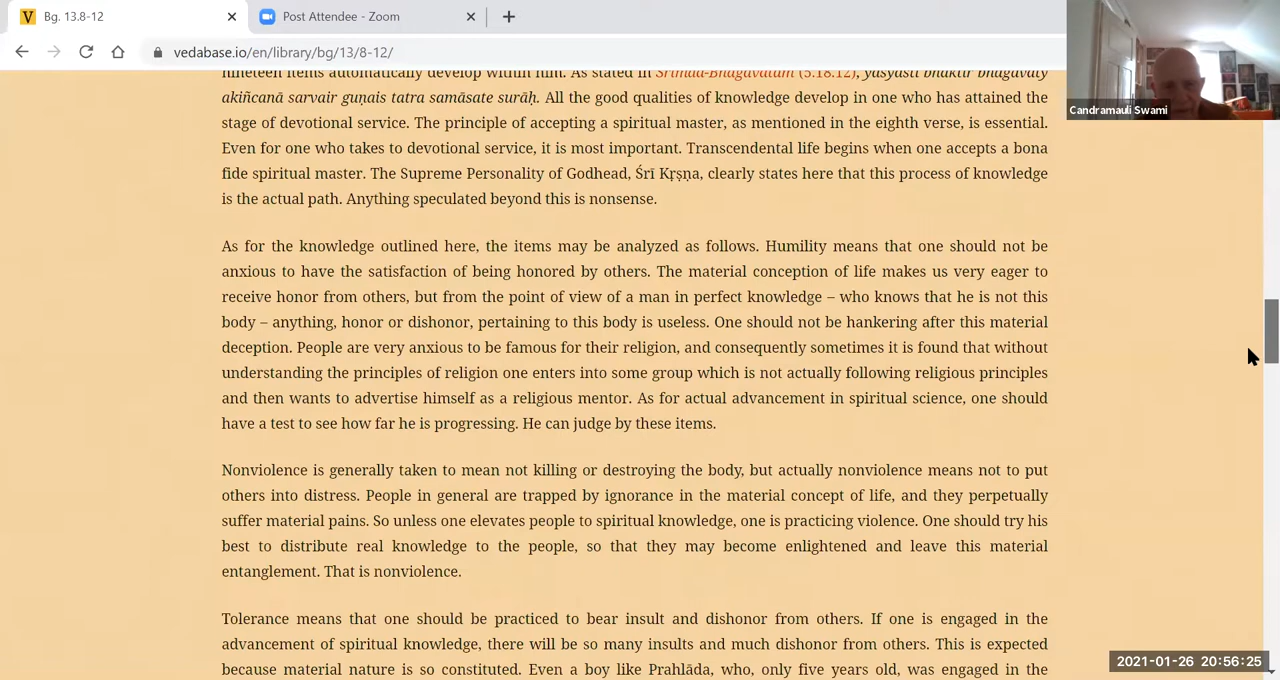 Bg. 13.8-12
Post Attendee - Zoom
vedabase.io/en/library/bg/13/8-12/
Candramauli Swami
nineteen items automatically develop within him. As stated in Śrīmad-Bhāgavatam (5.18.12), yasyāsti bhaktir bhagavaty
akiñcanā sarvair guṇais tatra samāsate surāḥ. All the good qualities of knowledge develop in one who has attained the
stage of devotional service. The principle of accepting a spiritual master, as mentioned in the eighth verse, is essential.
Even for one who takes to devotional service, it is most important. Transcendental life begins when one accepts a bona
fide spiritual master. The Supreme Personality of Godhead, Śrī Kṛṣṇa, clearly states here that this process of knowledge
is the actual path. Anything speculated beyond this is nonsense.
As for the knowledge outlined here, the items may be analyzed as follows. Humility means that one should not be
anxious to have the satisfaction of being honored by others. The material conception of life makes us very eager to
receive honor from others, but from the point of view of a man in perfect knowledge – who knows that he is not this
body – anything, honor or dishonor, pertaining to this body is useless. One should not be hankering after this material
deception. People are very anxious to be famous for their religion, and consequently sometimes it is found that without
understanding the principles of religion one enters into some group which is not actually following religious principles
and then wants to advertise himself as a religious mentor. As for actual advancement in spiritual science, one should
have a test to see how far he is progressing. He can judge by these items.
Nonviolence is generally taken to mean not killing or destroying the body, but actually nonviolence means not to put
others into distress. People in general are trapped by ignorance in the material concept of life, and they perpetually
suffer material pains. So unless one elevates people to spiritual knowledge, one is practicing violence. One should try his
best to distribute real knowledge to the people, so that they may become enlightened and leave this material
entanglement. That is nonviolence.
Tolerance means that one should be practiced to bear insult and dishonor from others. If one is engaged in the
advancement of spiritual knowledge, there will be so many insults and much dishonor from others. This is expected
because material nature is so constituted. Even a boy like Prahlāda, who, only five years old, was engaged in the
2021-01-26 20:56:25